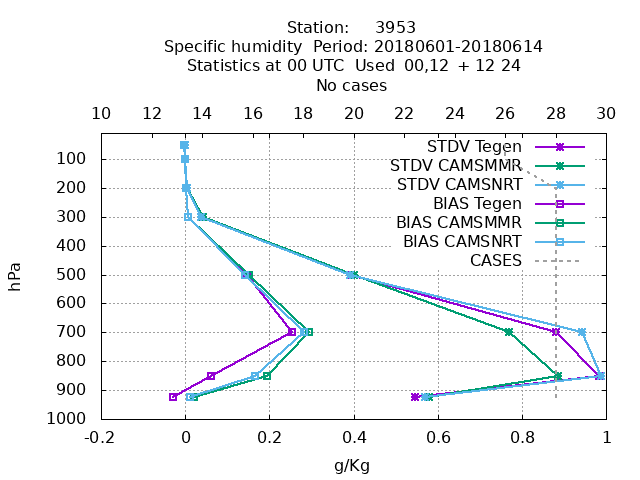 Station: 3953
Specific humidity Period: 20180601-20180614
Statistics at 00 UTC Used 00,12 + 12 24
No cases
10 12 14 16 18 20 22 24 26 28 30
STDV Tegen
STDV CAMSMMR
STDV CAMSNRT
BIAS Tegen
BIAS CAMSMMR
BIAS CAMSNRT
CASES
hPa
100
200
300
400
500
600
700
800
900
1000
-0.2 0 0.2 0.4 0.6 0.8 1
g/Kg